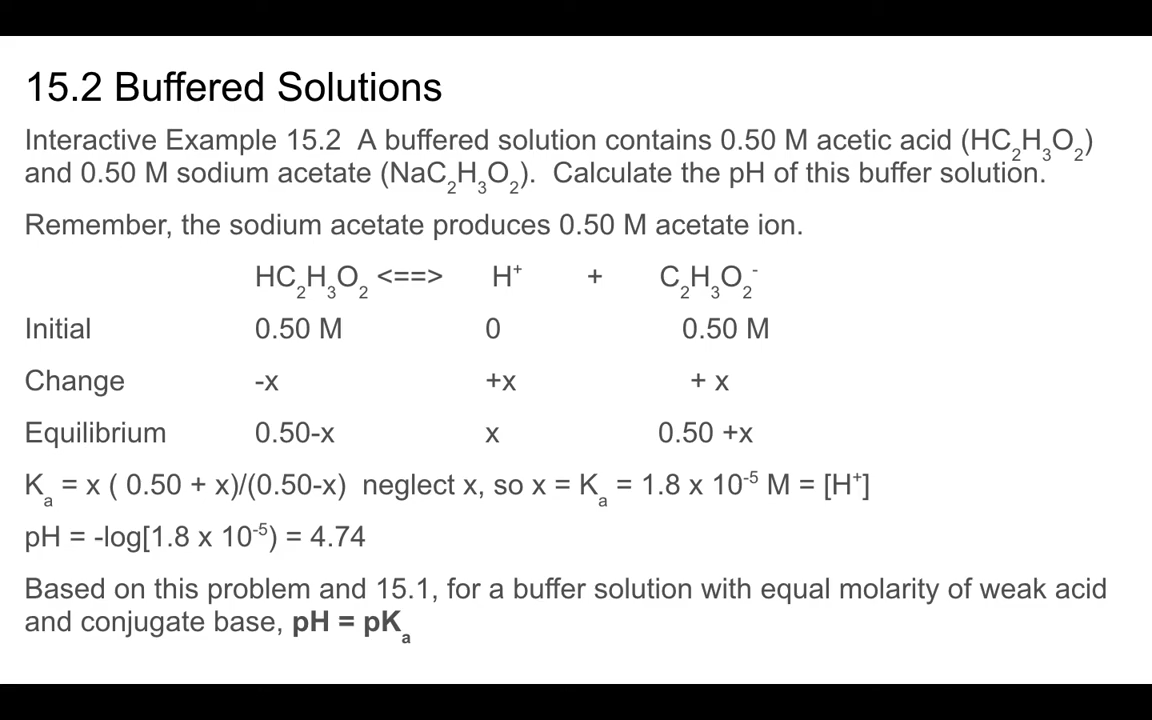 15.2 Buffered Solutions
Interactive Example 15.2  A buffered solution contains 0.50 M acetic acid (HC₂H₃O₂)
and 0.50 M sodium acetate (NaC₂H₃O₂).  Calculate the pH of this buffer solution.
Remember, the sodium acetate produces 0.50 M acetate ion.
HC₂H₃O₂ <==> H⁺ + C₂H₃O₂⁻
Initial 0.50 M 0 0.50 M
Change -x +x + x
Equilibrium 0.50-x x 0.50 +x
Kₐ = x ( 0.50 + x)/(0.50-x)  neglect x, so x = Kₐ = 1.8 x 10⁻⁵ M = [H⁺]
pH = -log[1.8 x 10⁻⁵) = 4.74
Based on this problem and 15.1, for a buffer solution with equal molarity of weak acid
and conjugate base, pH = pKₐ